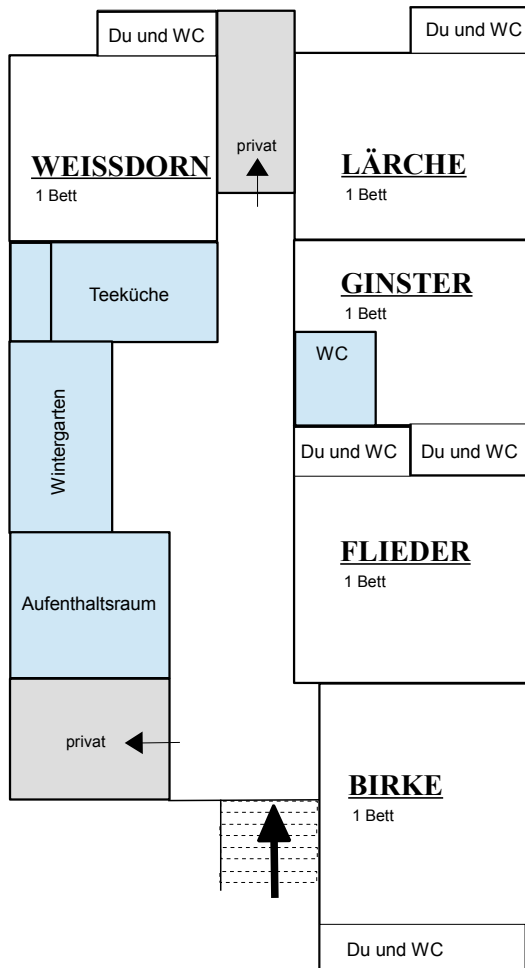 Du und WC
Du und WC
privat
WEISSDORN
1 Bett
LÄRCHE
1 Bett
Teeküche
GINSTER
1 Bett
WC
Wintergarten
Du und WC
Du und WC
FLIEDER
1 Bett
Aufenthaltsraum
privat
BIRKE
1 Bett
Du und WC